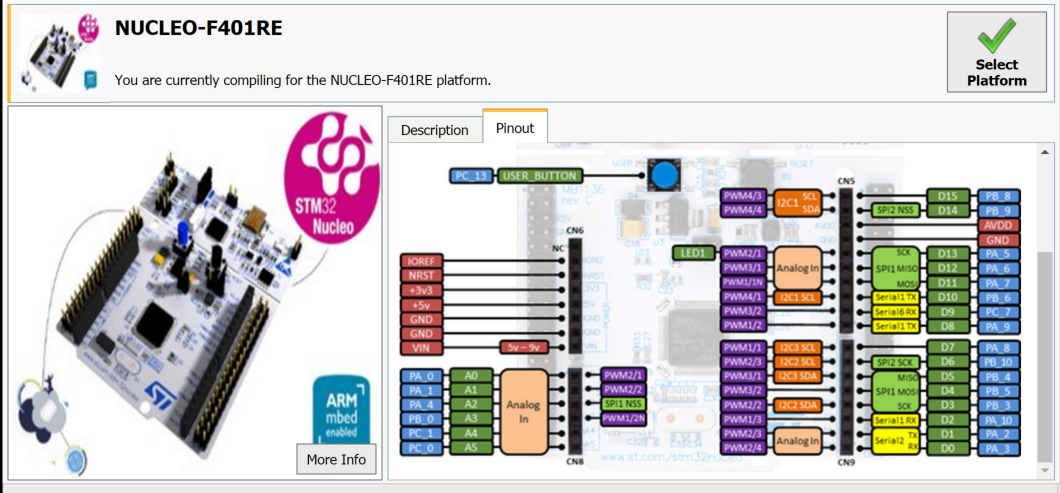 NUCLEO-F401RE
You are currently compiling for the NUCLEO-F401RE platform.
Select
Platform
STM32
Nucleo
ARM
mbed
enabled
More Info
Description
Pinout
USER
RESET
B2
MB1136
rev C
PC_13 USER_BUTTON
CN6
NC
IOREF
NRST
+3v3
+5v
GND
GND
VIN 5v – 9v
PA_0 A0 PWM2/1
PA_1 A1 PWM2/2
PA_4 A2 SPI1 NSS
PB_0 A3 PWM1/2N
PC_1 A4
PC_0 A5
Analog
In
CN8
CN5
PWM4/3 I2C1 SCL D15 PB_8
PWM4/4 SDA SPI2 NSS D14 PB_9
AVDD
GND
LED1 PWM2/1 SCK D13 PA_5
PWM3/1 Analog In SPI1 MISO D12 PA_6
PWM1/1N MOSI D11 PA_7
PWM4/1 I2C1 SCL Serial1 TX D10 PB_6
PWM3/2 Serial6 RX D9 PC_7
PWM1/2 Serial1 TX D8 PA_9
PWM1/1 I2C3 SCL D7 PA_8
PWM2/3 I2C2 SCL SPI2 SCK D6 PB_10
PWM3/1 I2C3 SDA MISO D5 PB_4
PWM3/2 SPI1 MOSI D4 PB_5
PWM2/2 I2C2 SDA SCK D3 PB_3
PWM1/3 Serial1 RX D2 PA_10
PWM2/3 Analog In Serial2 TX D1 PA_2
PWM2/4 RX D0 PA_3
CN9
www.st.com/stm32nucleo